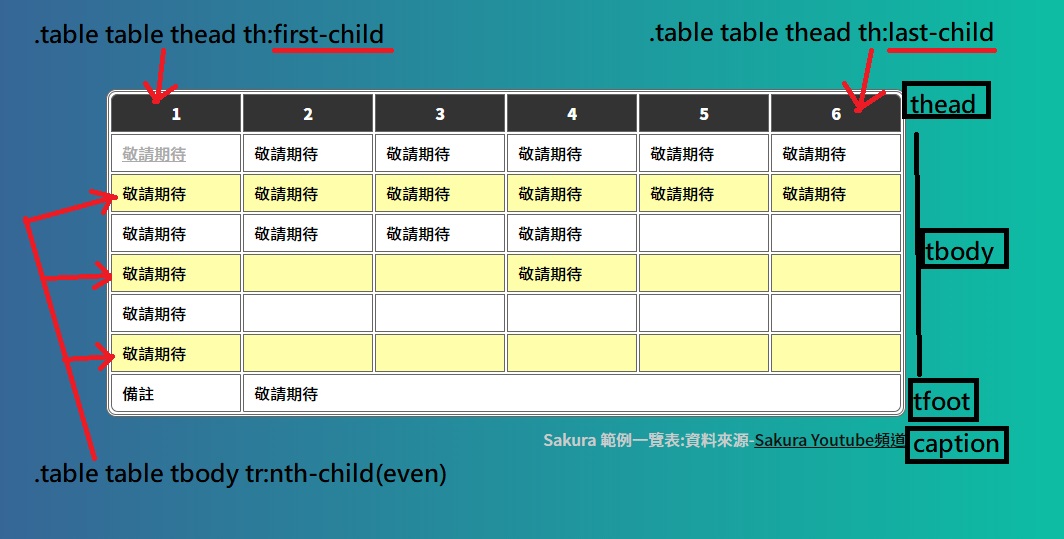 .table table thead th:first-child
.table table thead th:last-child
1 2 3 4 5 6
thead
敬請期待 敬請期待 敬請期待 敬請期待 敬請期待 敬請期待
敬請期待 敬請期待 敬請期待 敬請期待 敬請期待 敬請期待
敬請期待 敬請期待 敬請期待 敬請期待
tbody
敬請期待 敬請期待
敬請期待
敬請期待
備註 敬請期待
tfoot
Sakura 範例一覽表:資料來源-Sakura Youtube頻道
caption
.table table tbody tr:nth-child(even)